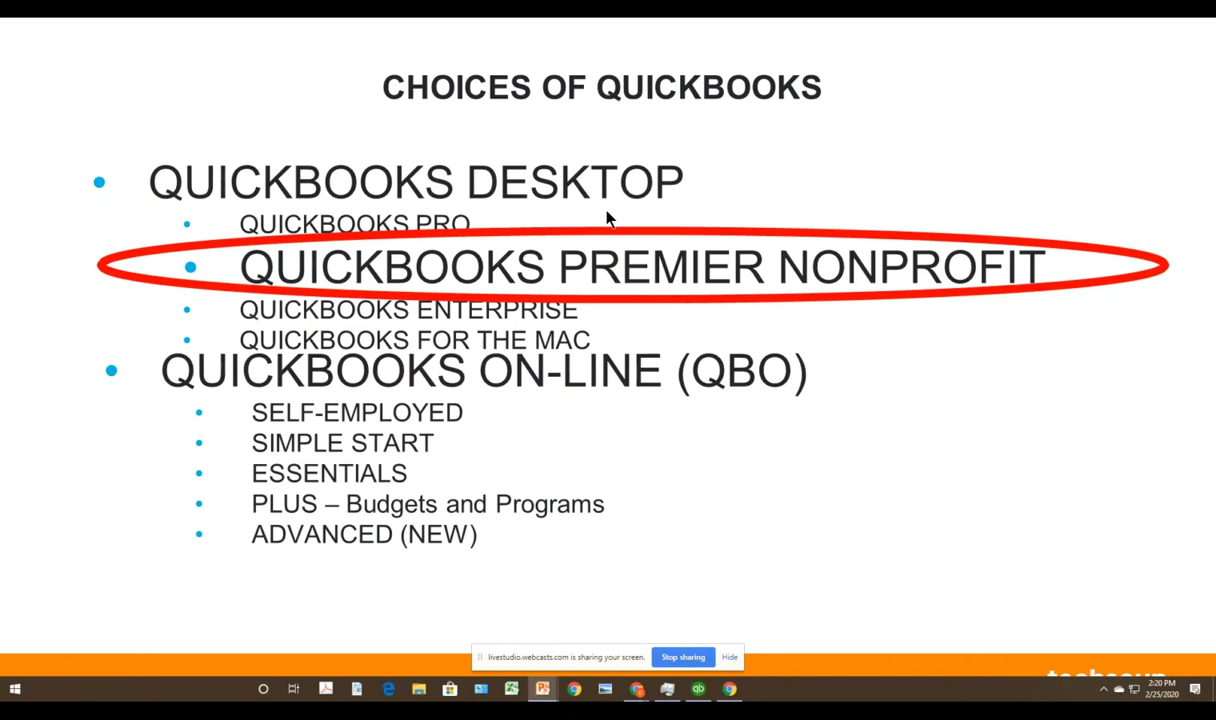 CHOICES OF QUICKBOOKS
QUICKBOOKS DESKTOP
QUICKBOOKS PRO
QUICKBOOKS PREMIER NONPROFIT
QUICKBOOKS ENTERPRISE
QUICKBOOKS FOR THE MAC
QUICKBOOKS ON-LINE (QBO)
SELF-EMPLOYED
SIMPLE START
ESSENTIALS
PLUS – Budgets and Programs
ADVANCED (NEW)
livestudio.webcasts.com is sharing your screen. Stop sharing Hide
techsoup
2:20 PM
2/25/2020